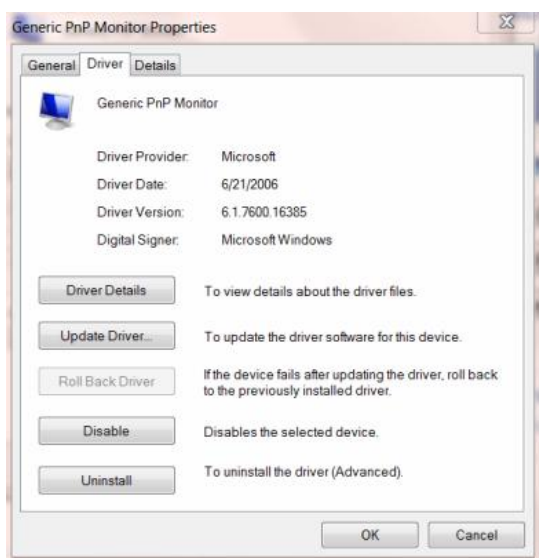 Generic PnP Monitor Properties
General Driver Details
Generic PnP Monitor
Driver Provider: Microsoft
Driver Date: 6/21/2006
Driver Version: 6.1.7600.16385
Digital Signer: Microsoft Windows
Driver Details To view details about the driver files.
Update Driver... To update the driver software for this device.
Roll Back Driver If the device fails after updating the driver, roll back
to the previously installed driver.
Disable Disables the selected device.
Uninstall To uninstall the driver (Advanced).
OK Cancel